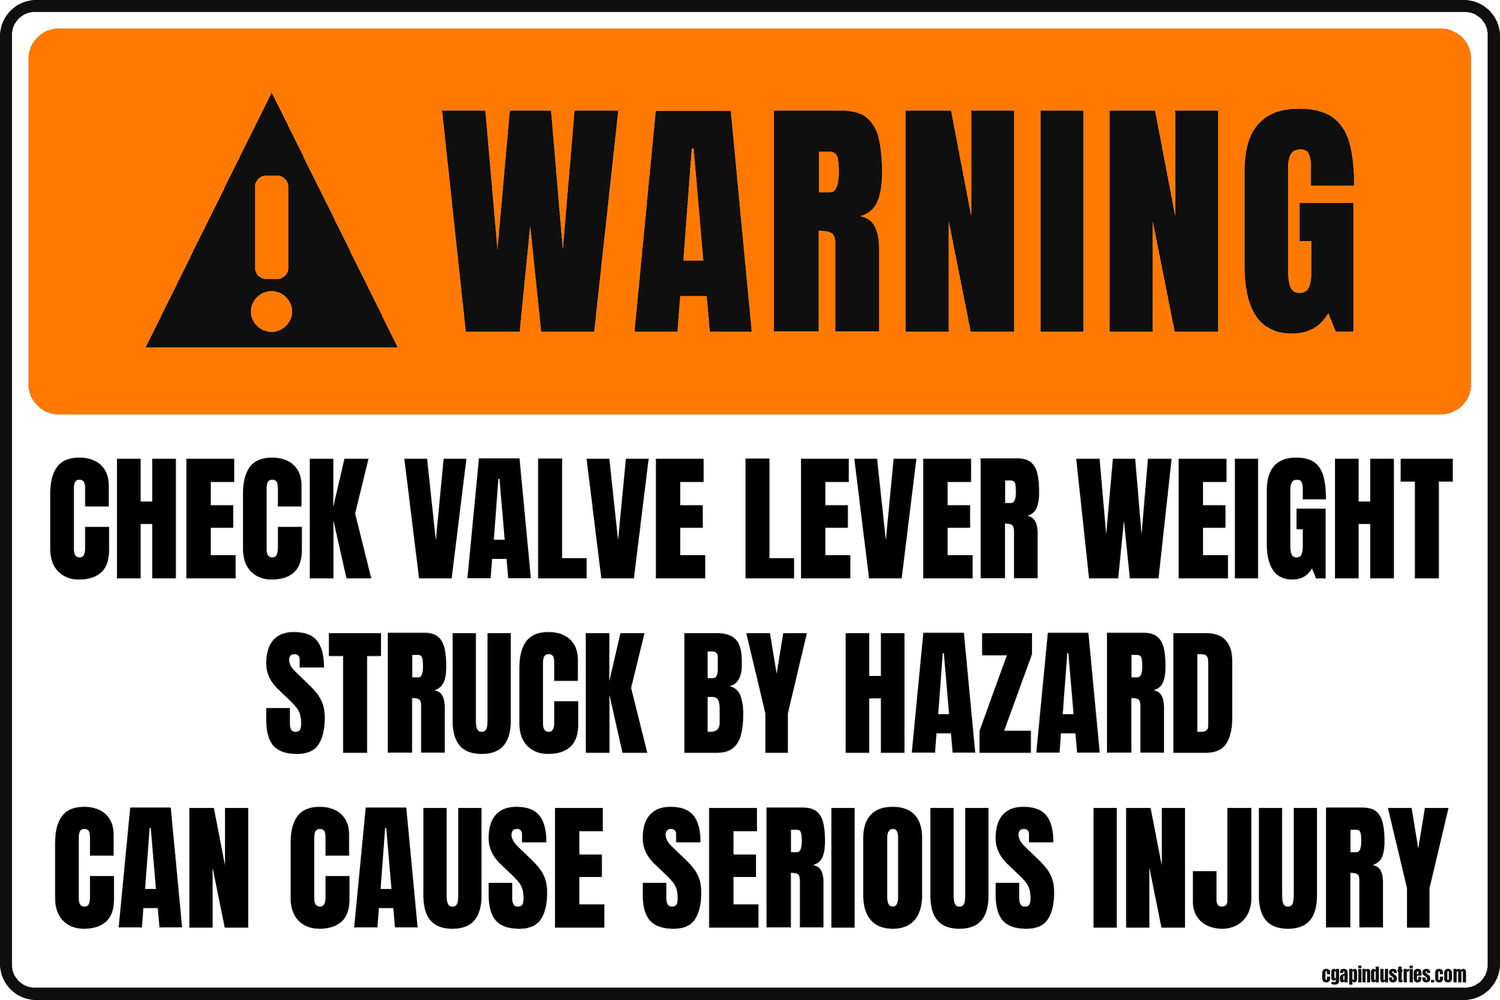 WARNING
CHECK VALVE LEVER WEIGHT
STRUCK BY HAZARD
CAN CAUSE SERIOUS INJURY
cgapindustries.com